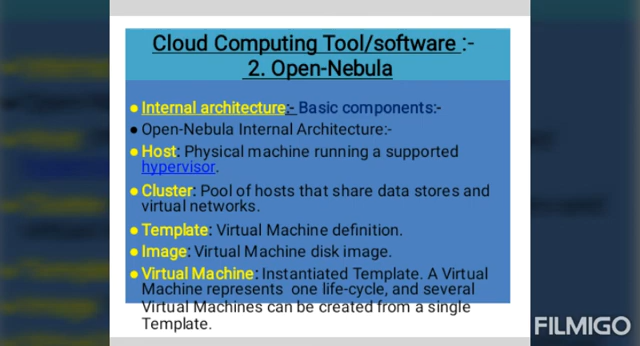 Cloud Computing Tool/software :-
2. Open-Nebula
● Internal architecture:- Basic components:-
● Open-Nebula Internal Architecture:-
● Host: Physical machine running a supported
hypervisor.
● Cluster: Pool of hosts that share data stores and
virtual networks.
● Template: Virtual Machine definition.
● Image: Virtual Machine disk image.
● Virtual Machine: Instantiated Template. A Virtual
Machine represents one life-cycle, and several
Virtual Machines can be created from a single
Template.
FILMIGO